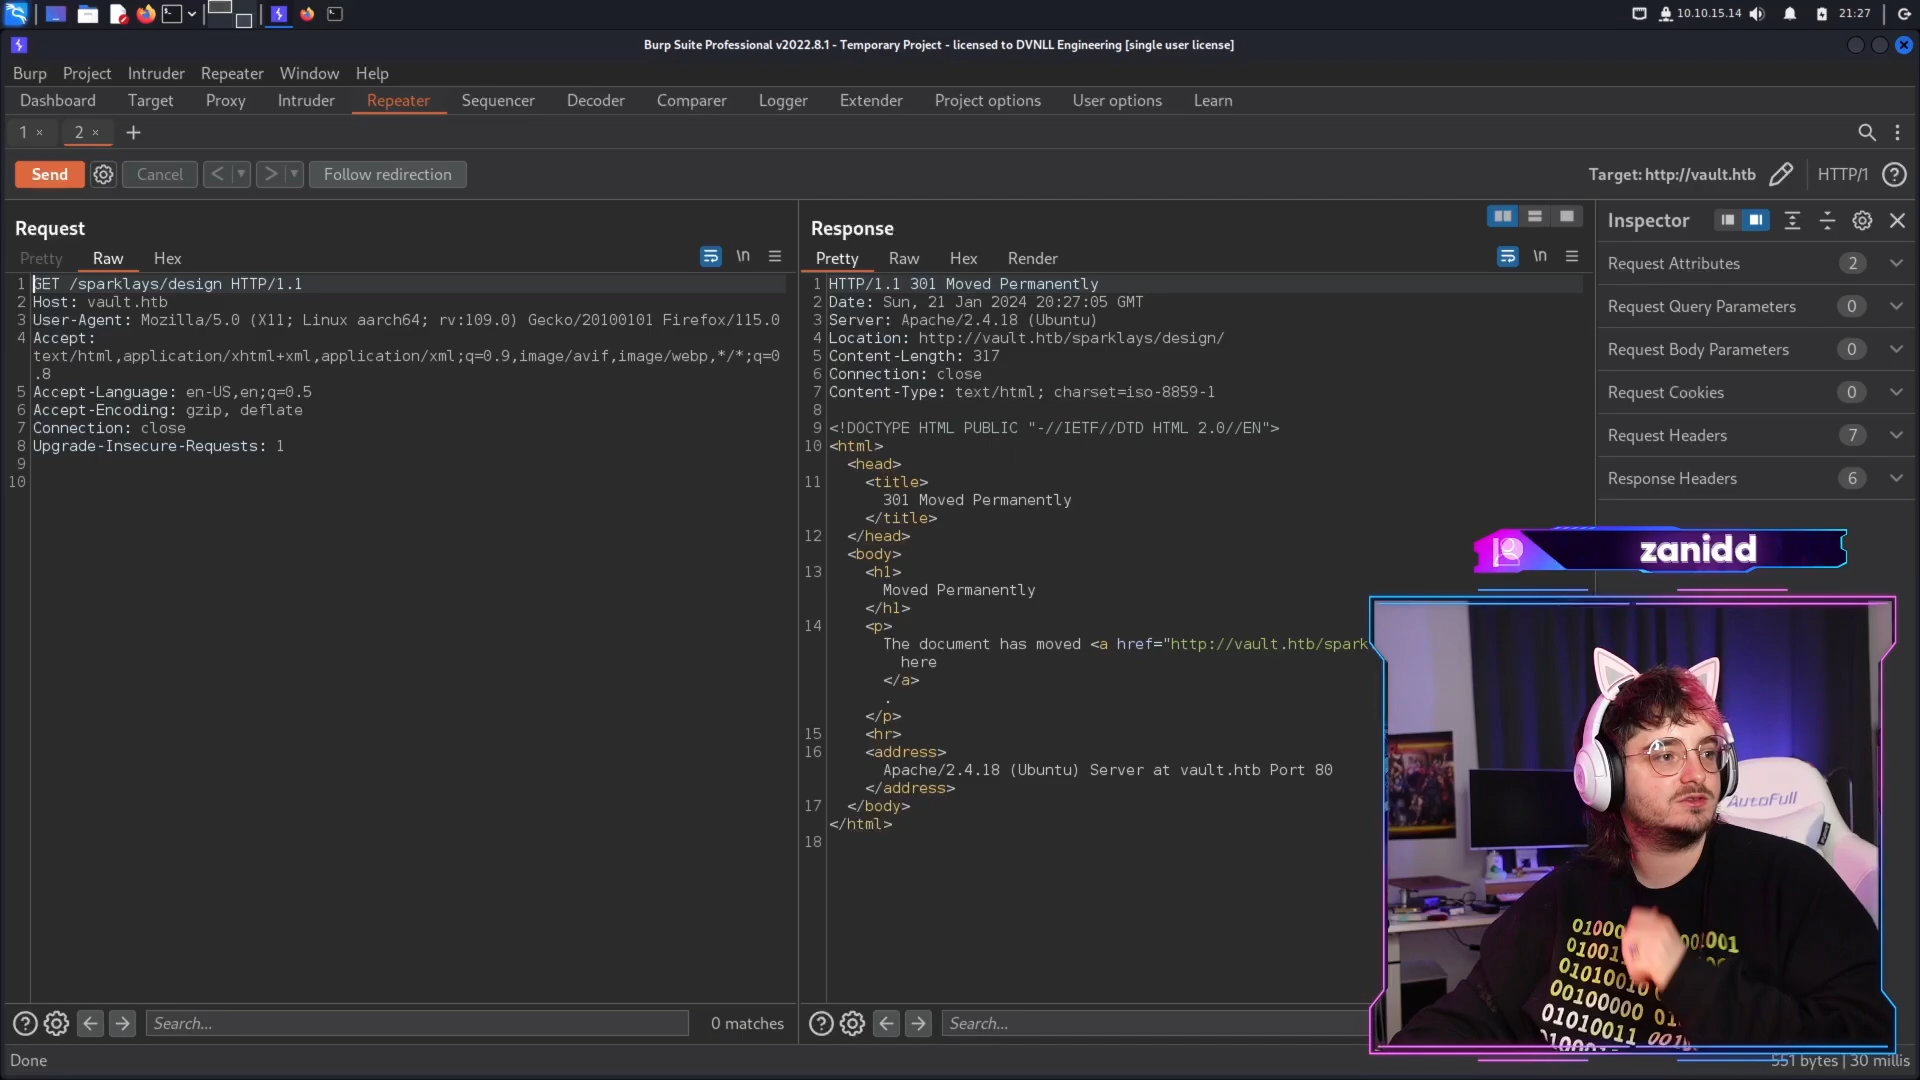 10.10.15.14
21:27
Burp Suite Professional v2022.8.1 - Temporary Project - licensed to DVNLL Engineering [single user license]
Burp Project Intruder Repeater Window Help
Dashboard Target Proxy Intruder Repeater Sequencer Decoder Comparer Logger Extender Project options User options Learn
1 × 2 × +
Send Cancel < > Follow redirection Target: http://vault.htb HTTP/1
Request
Pretty Raw Hex \n
1 GET /sparklays/design HTTP/1.1
2 Host: vault.htb
3 User-Agent: Mozilla/5.0 (X11; Linux aarch64; rv:109.0) Gecko/20100101 Firefox/115.0
4 Accept:
text/html,application/xhtml+xml,application/xml;q=0.9,image/avif,image/webp,*/*;q=0
.8
5 Accept-Language: en-US,en;q=0.5
6 Accept-Encoding: gzip, deflate
7 Connection: close
8 Upgrade-Insecure-Requests: 1
9
10
Search...
0 matches
Response
Pretty Raw Hex Render \n
1 HTTP/1.1 301 Moved Permanently
2 Date: Sun, 21 Jan 2024 20:27:05 GMT
3 Server: Apache/2.4.18 (Ubuntu)
4 Location: http://vault.htb/sparklays/design/
5 Content-Length: 317
6 Connection: close
7 Content-Type: text/html; charset=iso-8859-1
8
9 <!DOCTYPE HTML PUBLIC "-//IETF//DTD HTML 2.0//EN">
10 <html>
<head>
11 <title>
301 Moved Permanently
</title>
12 </head>
<body>
13 <h1>
Moved Permanently
</h1>
14 <p>
The document has moved <a href="http://vault.htb/spark
here
</a>
.
</p>
15 <hr>
16 <address>
Apache/2.4.18 (Ubuntu) Server at vault.htb Port 80
</address>
17 </body>
</html>
18
Search...
Inspector
Request Attributes 2
Request Query Parameters 0
Request Body Parameters 0
Request Cookies 0
Request Headers 7
Response Headers 6
zanidd
AutoFull
Done
551 bytes | 30 millis